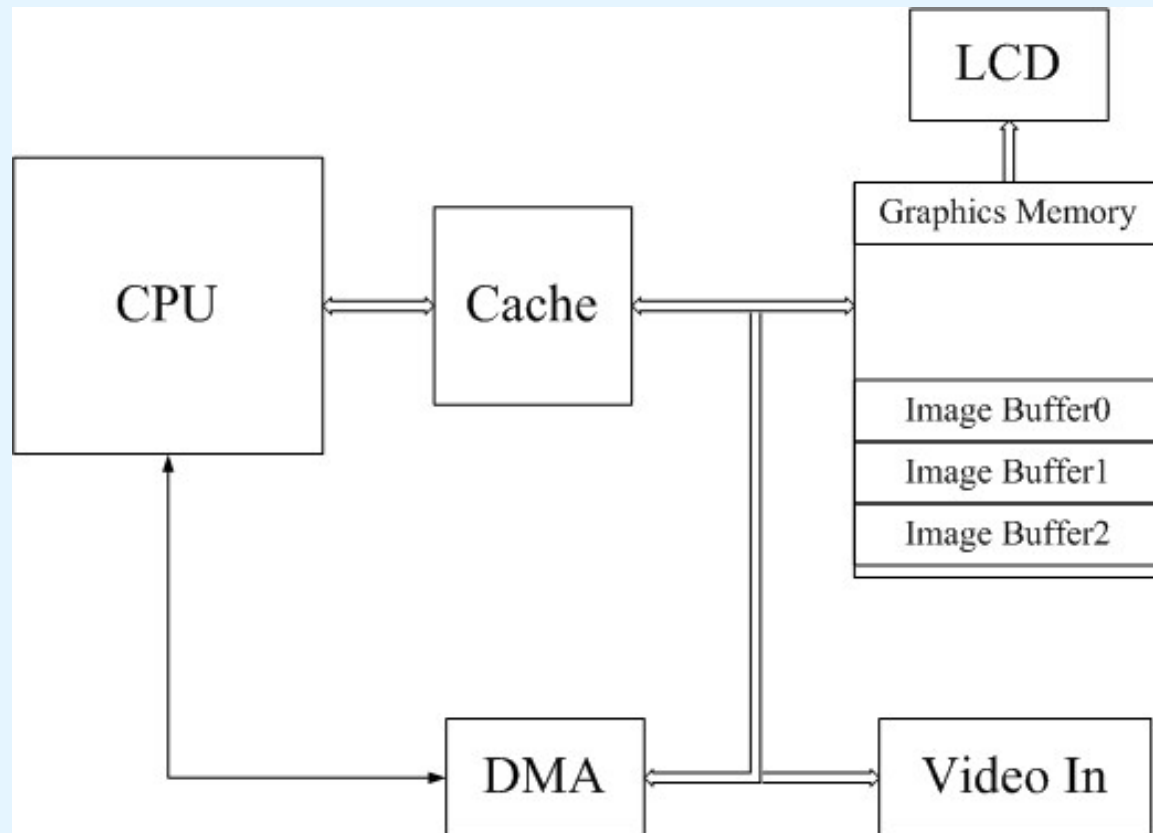 LCD
Graphics Memory
CPU
Cache
Image Buffer0
Image Buffer1
Image Buffer2
DMA
Video In